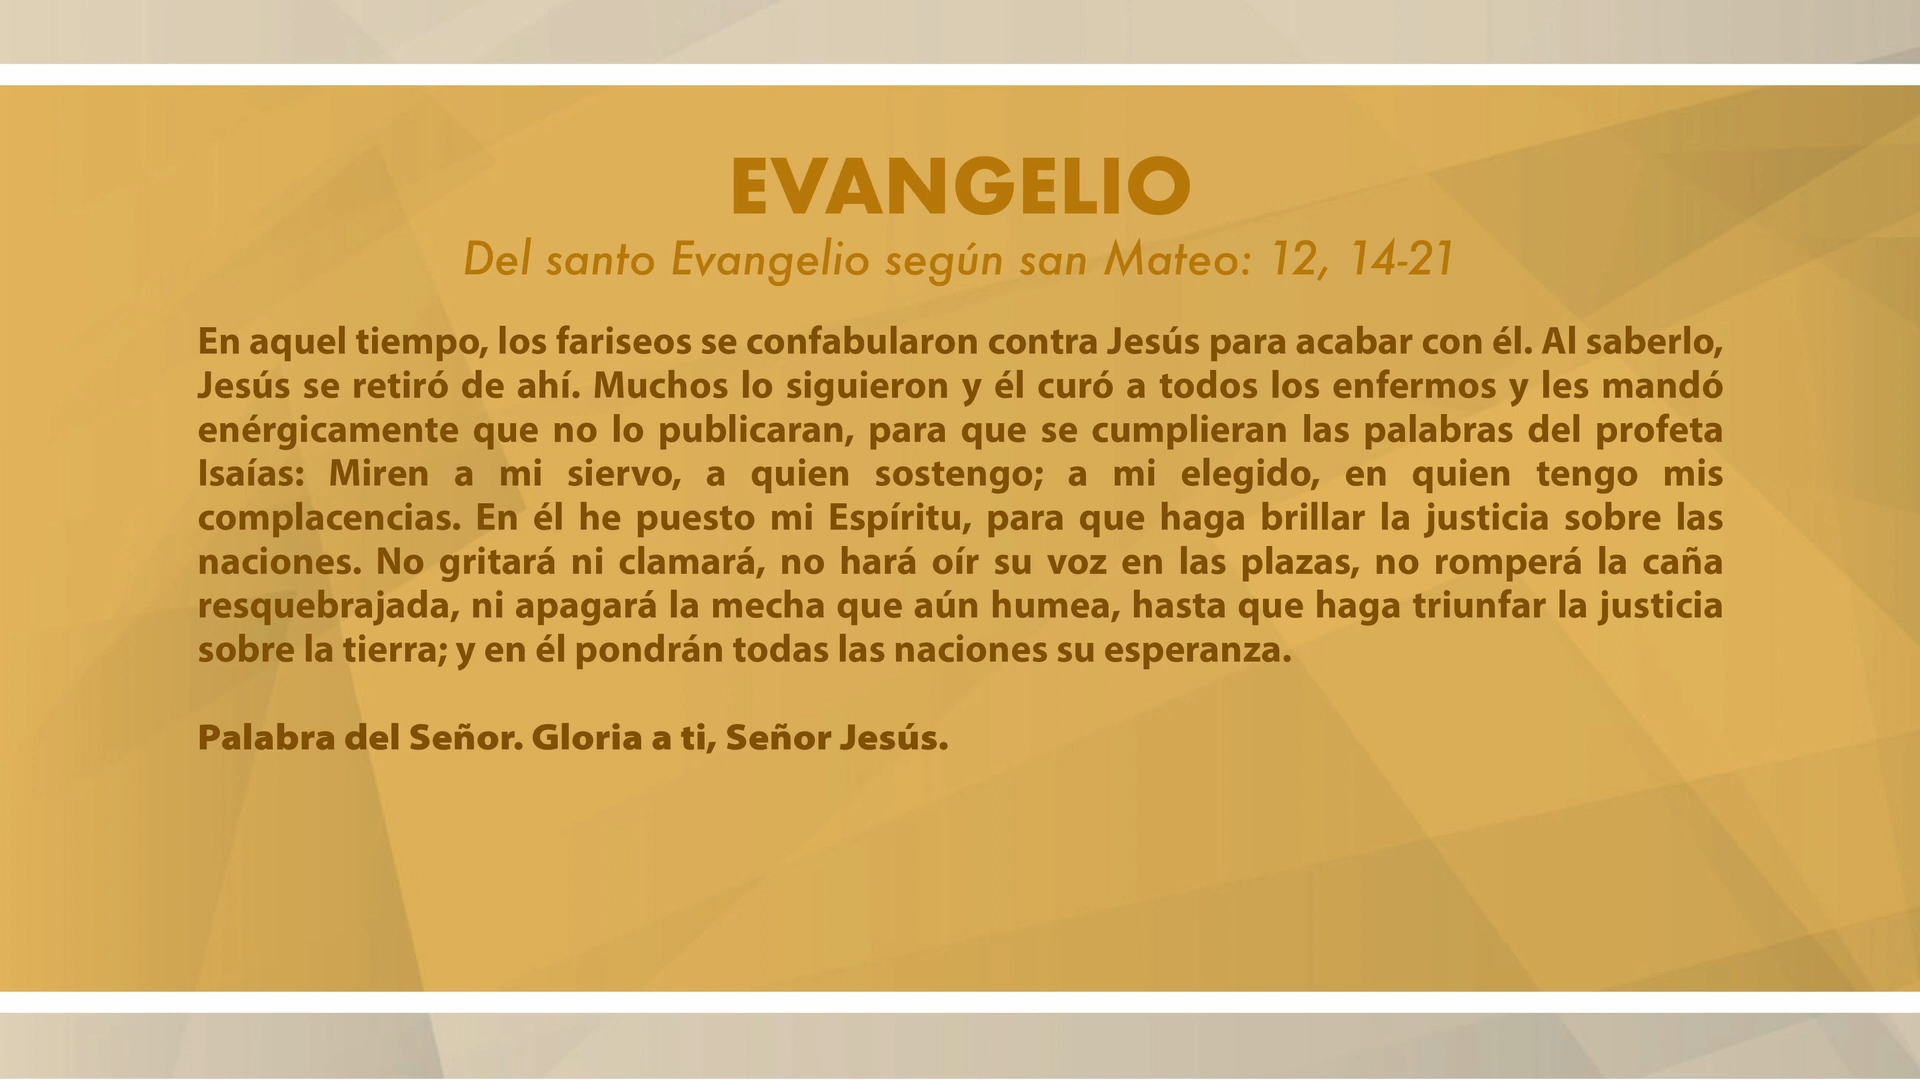 EVANGELIO
Del santo Evangelio según san Mateo: 12, 14-21
En aquel tiempo, los fariseos se confabularon contra Jesús para acabar con él. Al saberlo,
Jesús se retiró de ahí. Muchos lo siguieron y él curó a todos los enfermos y les mandó
enérgicamente que no lo publicaran, para que se cumplieran las palabras del profeta
Isaías: Miren a mi siervo, a quien sostengo; a mi elegido, en quien tengo mis
complacencias. En él he puesto mi Espíritu, para que haga brillar la justicia sobre las
naciones. No gritará ni clamará, no hará oír su voz en las plazas, no romperá la caña
resquebrajada, ni apagará la mecha que aún humea, hasta que haga triunfar la justicia
sobre la tierra; y en él pondrán todas las naciones su esperanza.
Palabra del Señor. Gloria a ti, Señor Jesús.